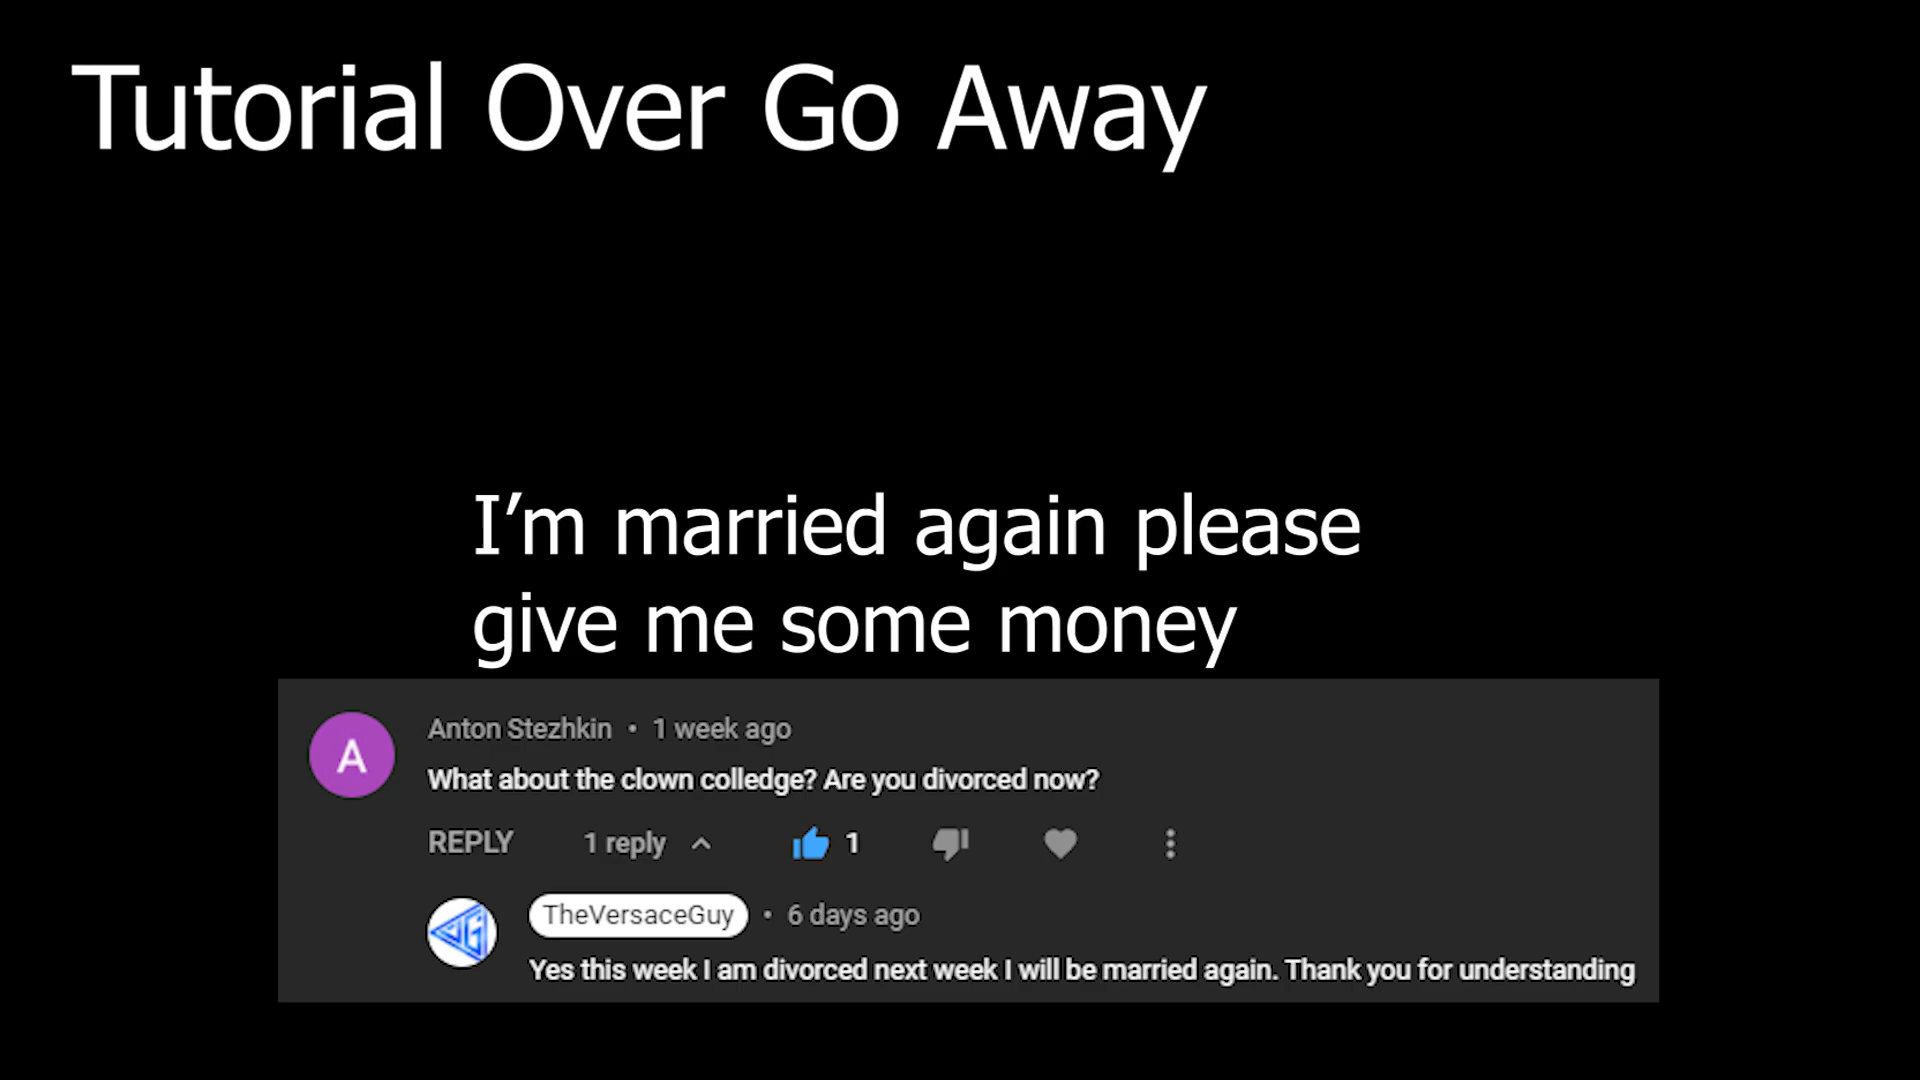 Tutorial Over Go Away
I’m married again please
give me some money
A
Anton Stezhkin • 1 week ago
What about the clown colledge? Are you divorced now?
REPLY 1 reply 1
TheVersaceGuy • 6 days ago
Yes this week I am divorced next week I will be married again. Thank you for understanding